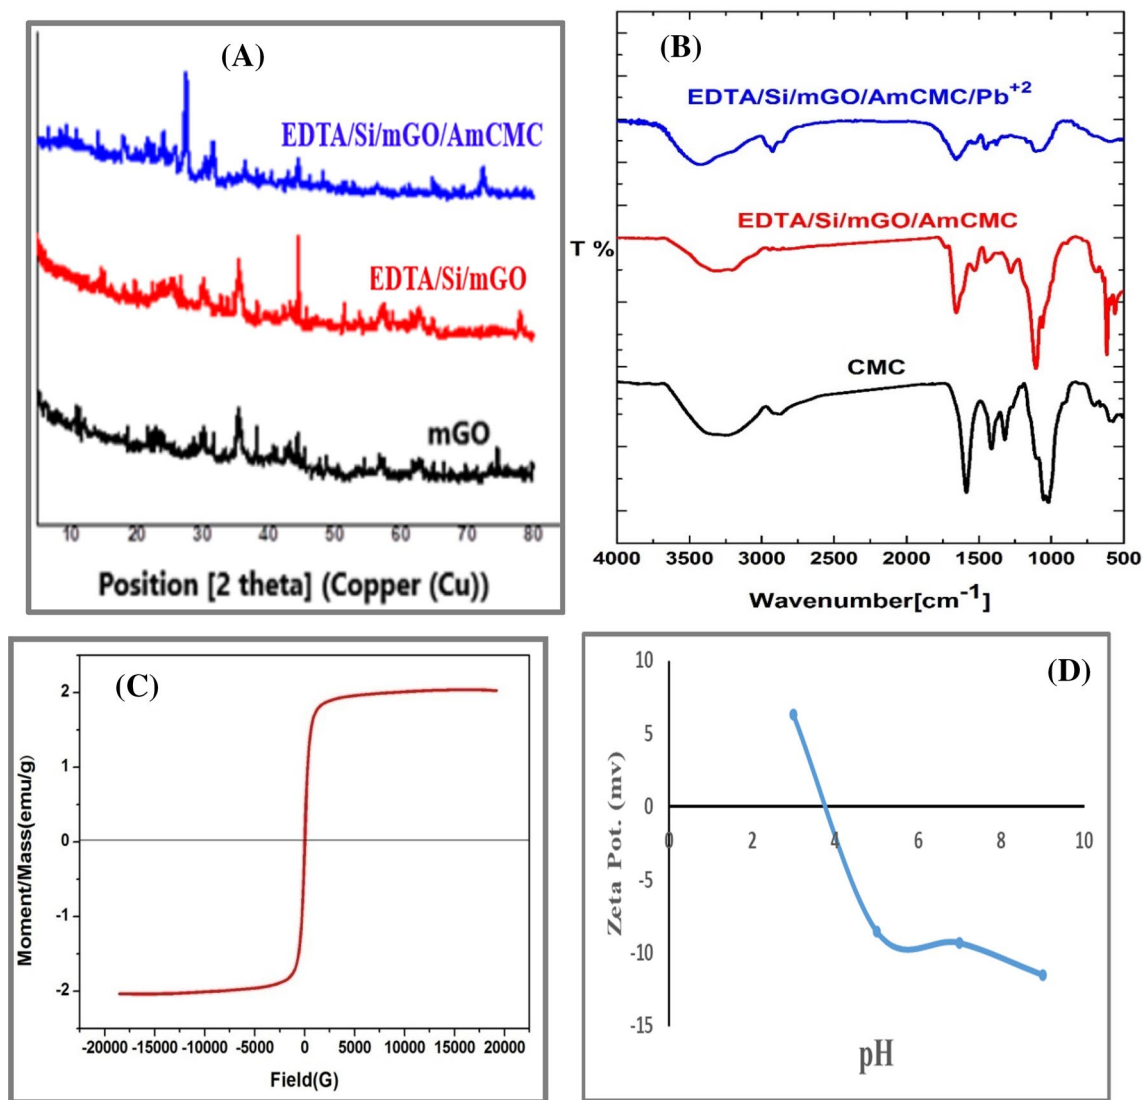 (A)
EDTA/Si/mGO/AmCMC
EDTA/Si/mGO
mGO
10 20 30 40 50 60 70 80
Position [2 theta] (Copper (Cu))
(B)
EDTA/Si/mGO/AmCMC/Pb+2
EDTA/Si/mGO/AmCMC
T %
CMC
4000 3500 3000 2500 2000 1500 1000 500
Wavenumber[cm-1]
(C)
Moment/Mass(emu/g)
2
1
0
-1
-2
-20000 -15000 -10000 -5000 0 5000 10000 15000 20000
Field(G)
(D)
Zeta Pot. (mv)
10
5
0
-5
-10
-15
0 2 4 6 8 10
pH